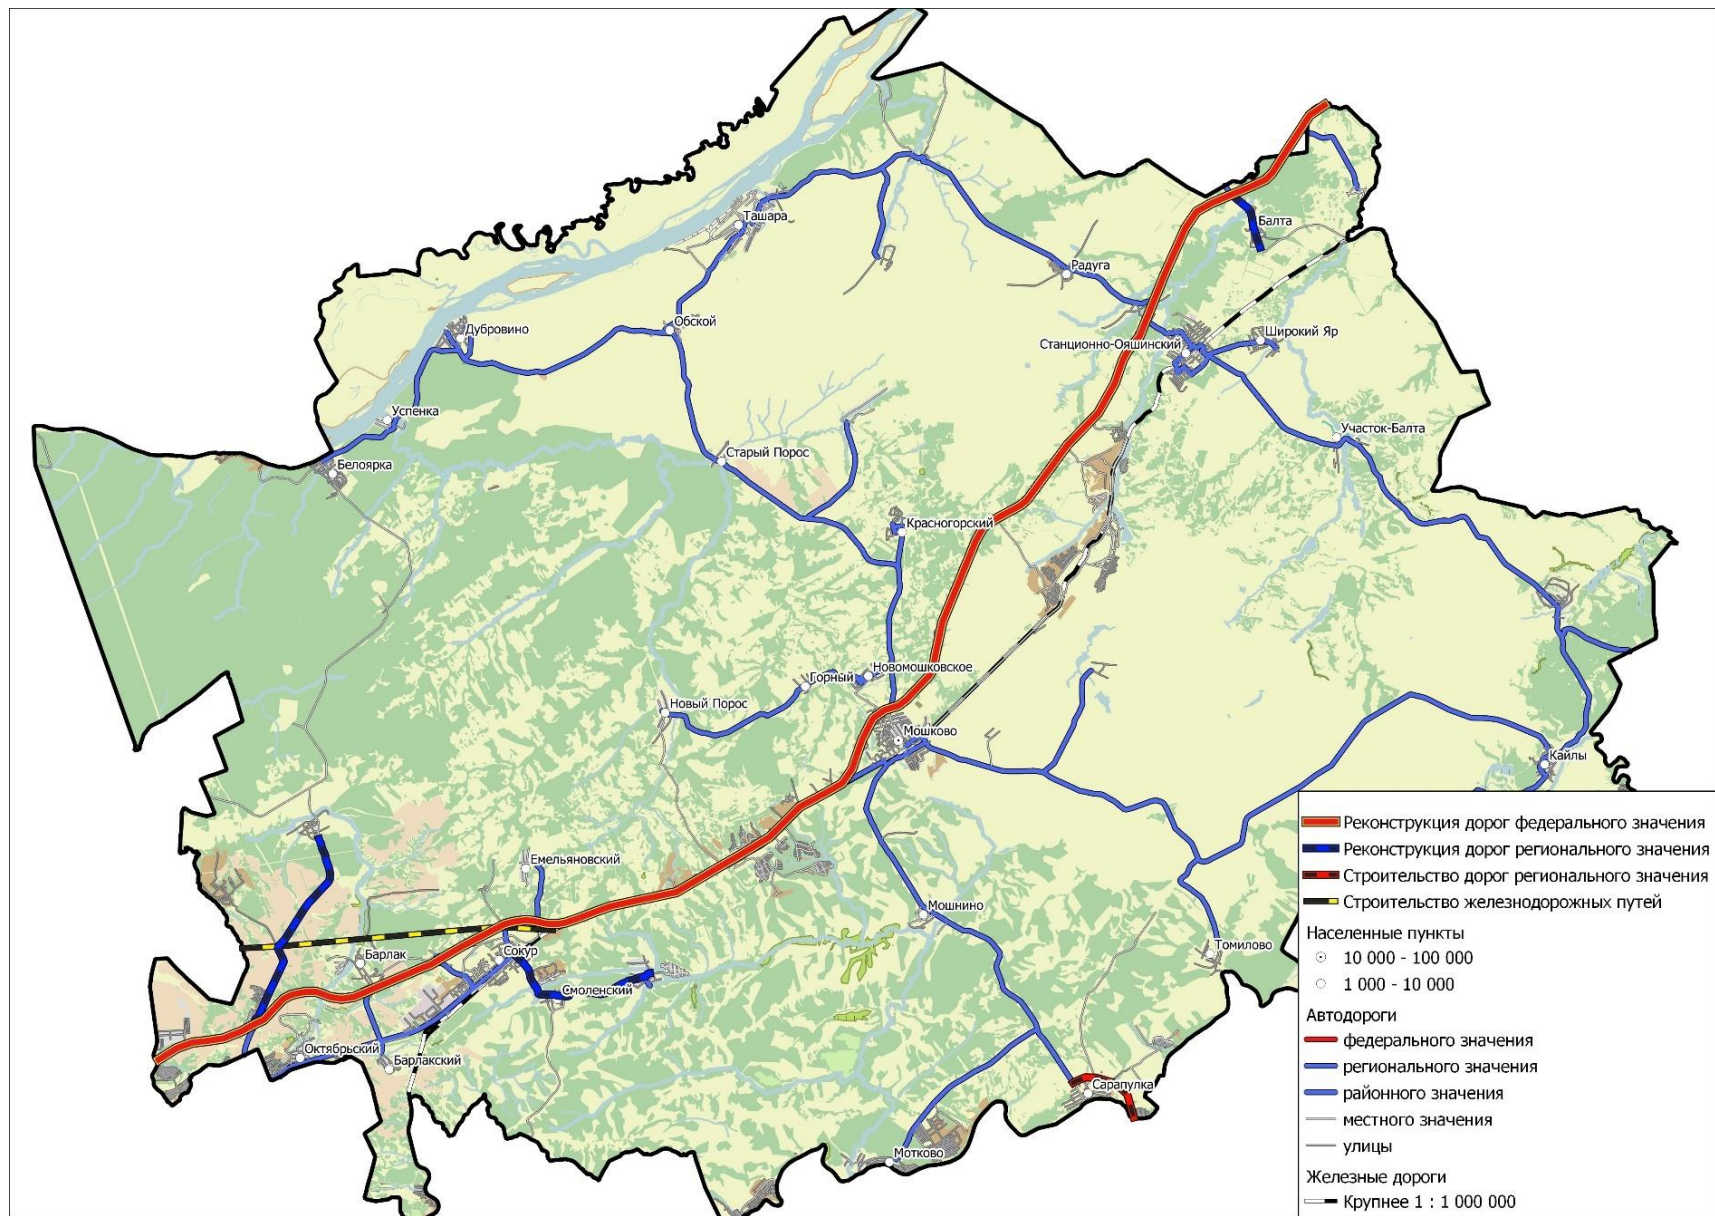 Ташара
Балта
Радуга
Обской
Дубровино
Широкий Яр
Станционно-Ояшинский
Успенка
Участок-Балта
Старый Порос
Белоярка
Красногорский
Новомошковское
Горный
Новый Порос
Мошково
Кайлы
Емельяновский
Мошнино
Томилово
Барлак
Сокур
Смоленский
Октябрьский
Барлакский
Сарапулка
Мотково
Реконструкция дорог федерального значения
Реконструкция дорог регионального значения
Строительство дорог регионального значения
Строительство железнодорожных путей
Населенные пункты
10 000 - 100 000
1 000 - 10 000
Автодороги
федерального значения
регионального значения
районного значения
местного значения
улицы
Железные дороги
Крупнее 1 : 1 000 000